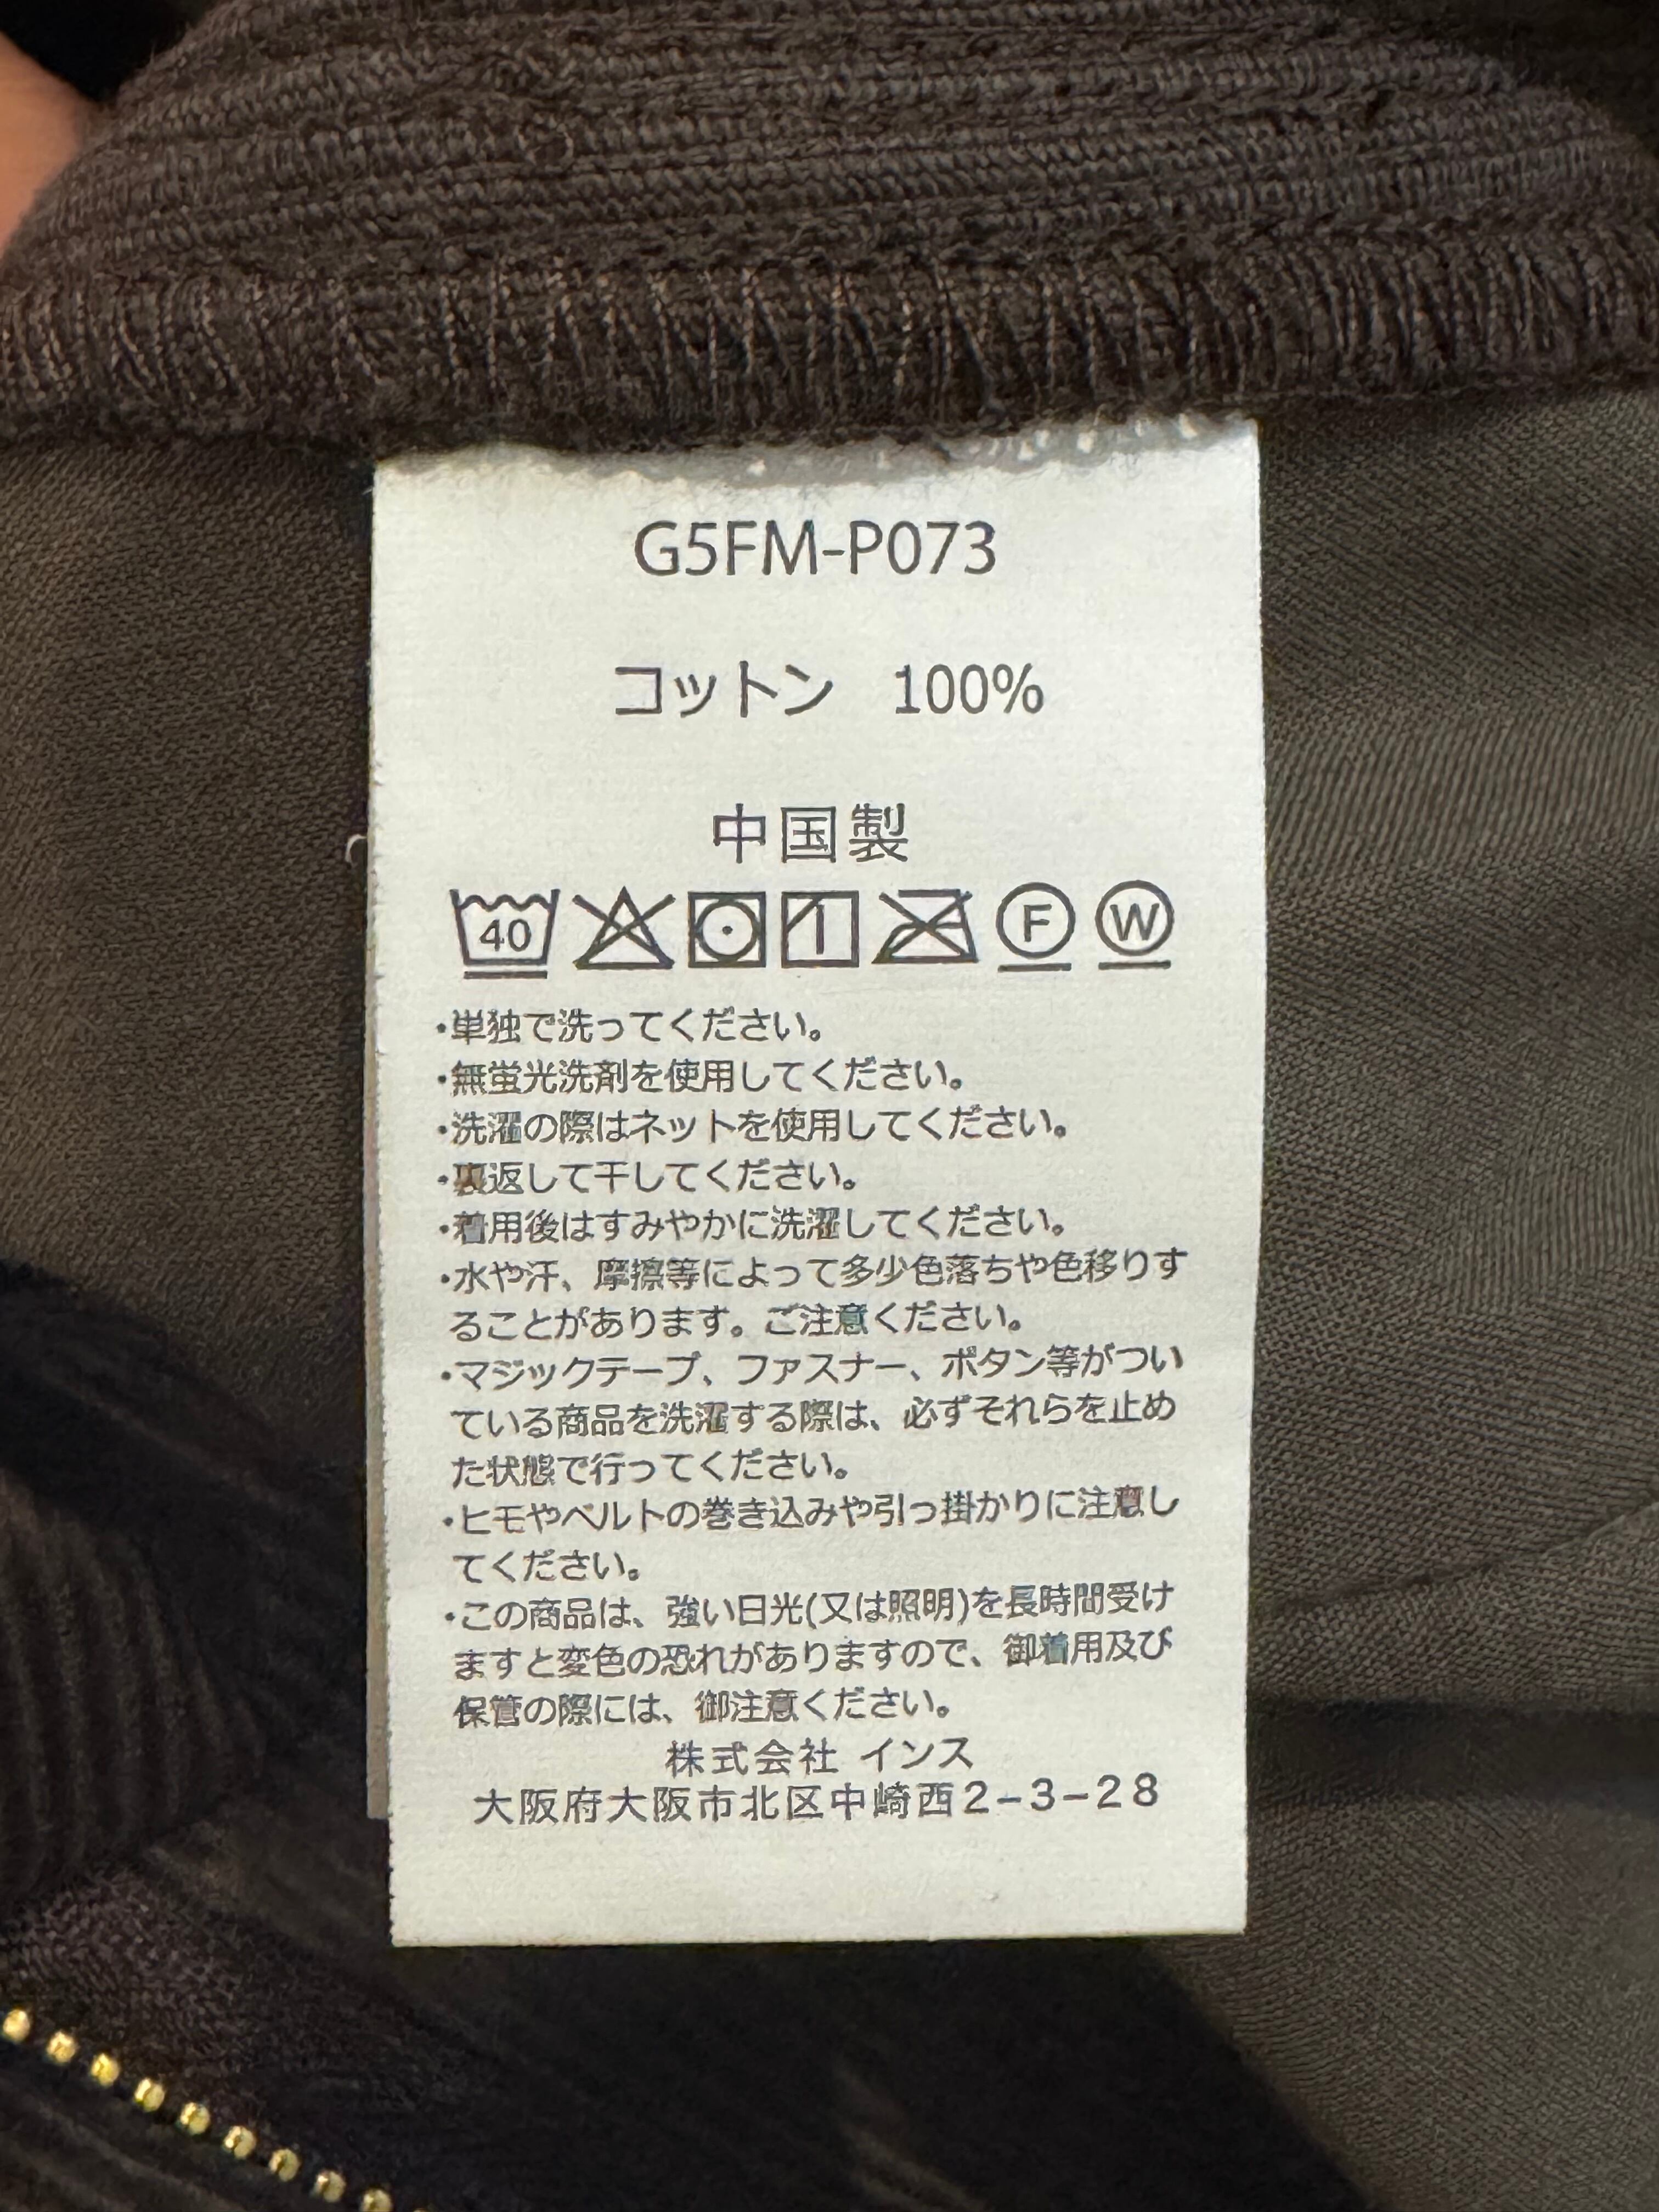 G5FM-P073
コットン 100%
中国製
40 F W
・単独で洗ってください。
・無蛍光洗剤を使用してください。
・洗濯の際はネットを使用してください。
・裏返して干してください。
・着用後はすみやかに洗濯してください。
・水や汗、摩擦等によって多少色落ちや色移りす
ることがあります。ご注意ください。
・マジックテープ、ファスナー、ボタン等がつい
ている商品を洗濯する際は、必ずそれらを止め
た状態で行ってください。
・ヒモやベルトの巻き込みや引っ掛かりに注意し
てください。
・この商品は、強い日光(又は照明)を長時間受け
ますと変色の恐れがありますので、御着用及び
保管の際には、御注意ください。
株式会社 インス
大阪府大阪市北区中崎西2-3-28